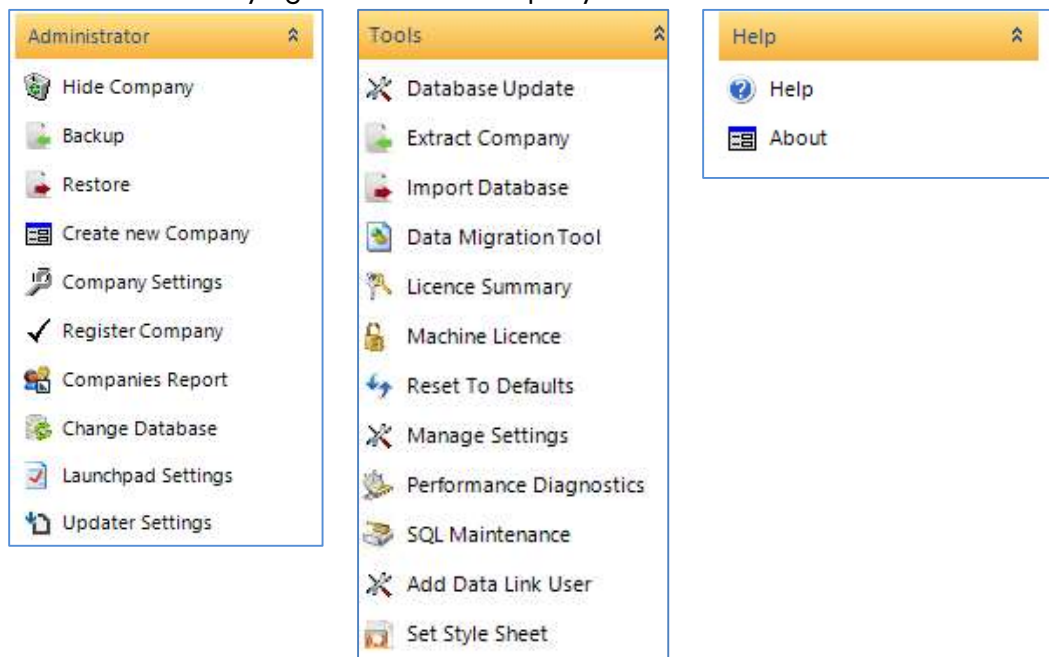 Administrator
Hide Company
Backup
Restore
Create new Company
Company Settings
Register Company
Companies Report
Change Database
Launchpad Settings
Updater Settings
Tools
Database Update
Extract Company
Import Database
Data Migration Tool
Licence Summary
Machine Licence
Reset To Defaults
Manage Settings
Performance Diagnostics
SQL Maintenance
Add Data Link User
Set Style Sheet
Help
Help
About